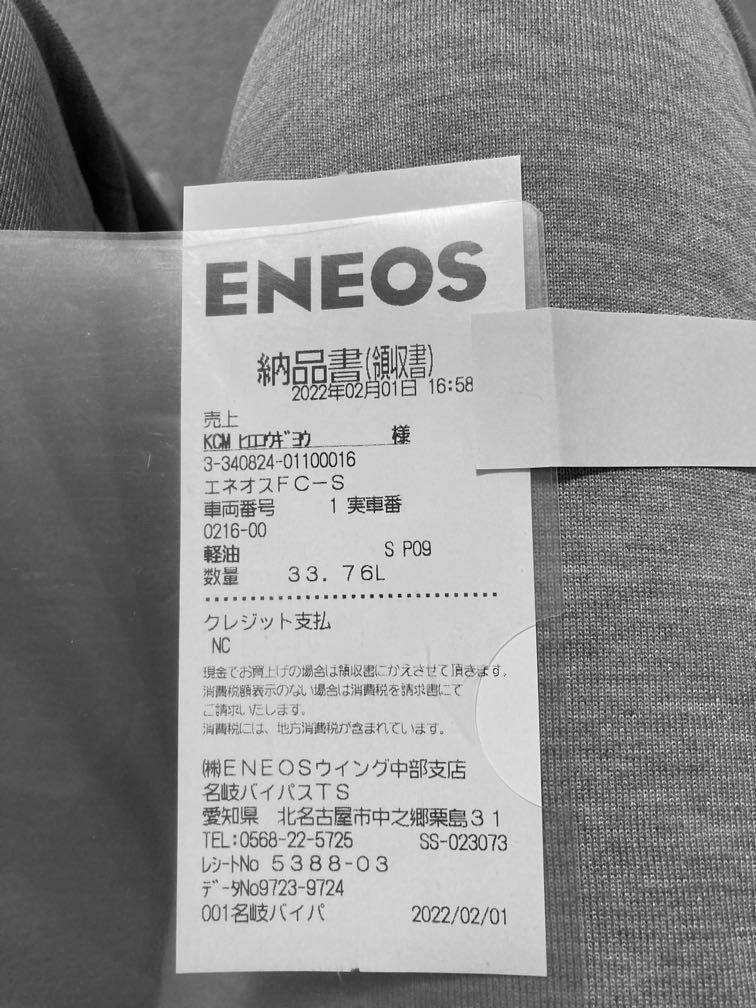 ENEOS
納品書(領収書)
2022年02月01日 16:58
売上
KCM ﾋｴｺｳｷﾞﾖｳ 様
3-340824-01100016
エネオスFC-S
車両番号 1 実車番
0216-00
軽油 S P09
数量 33.76L
クレジット支払
NC
現金でお買上げの場合は領収書にかえさせて頂きます。
消費税額表示のない場合は消費税を請求書にて
ご請求いたします。
消費税には、地方消費税が含まれています。
㈱ENEOSウイング中部支店
名岐バイパスTS
愛知県 北名古屋市中之郷栗島31
TEL:0568-22-5725 SS-023073
ﾚｼｰﾄNo 5388-03
ﾃﾞｰﾀNo9723-9724
001名岐バイパ 2022/02/01